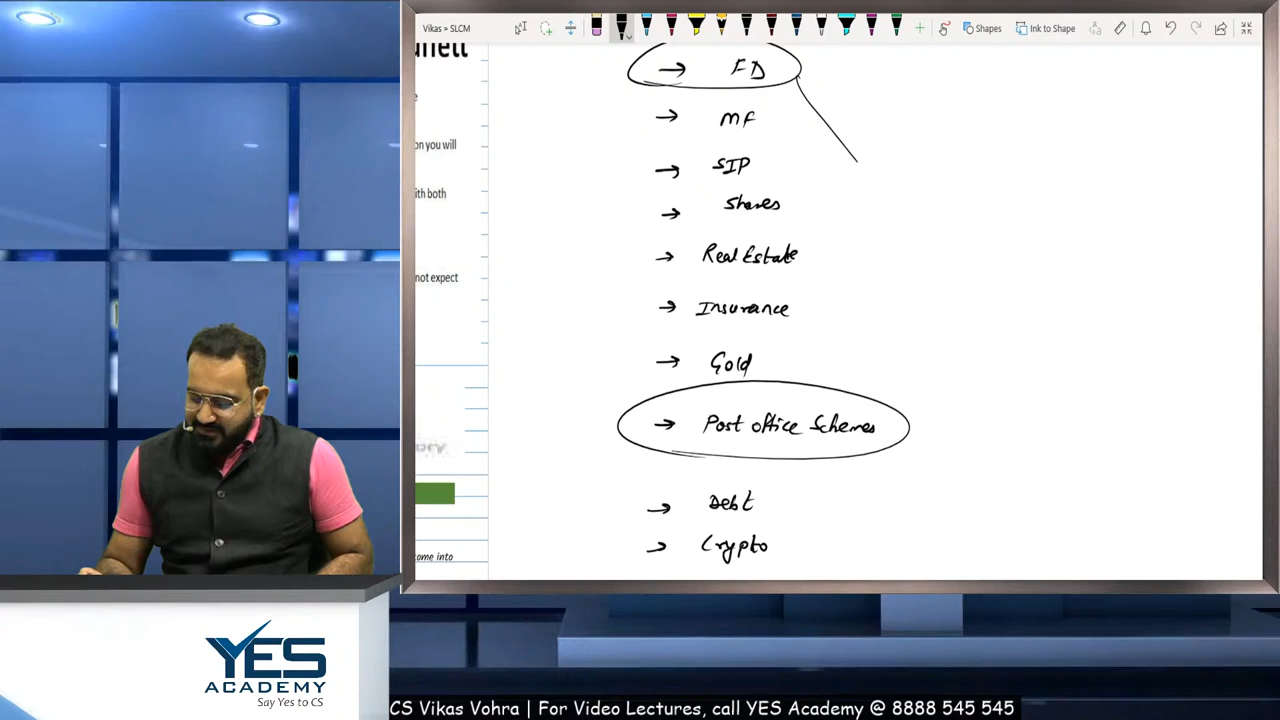 Vikas » SLCM
Shapes
Ink to Shape
→ FD
→ MF
on you will
→ SIP
ith both
→ Shares
→ Real Estate
not expect
→ Insurance
→ Gold
→ Post office Schemes
→ Debt
→ Crypto
ome into
YES
ACADEMY
Say Yes to CS
CS Vikas Vohra | For Video Lectures, call YES Academy @ 8888 545 545